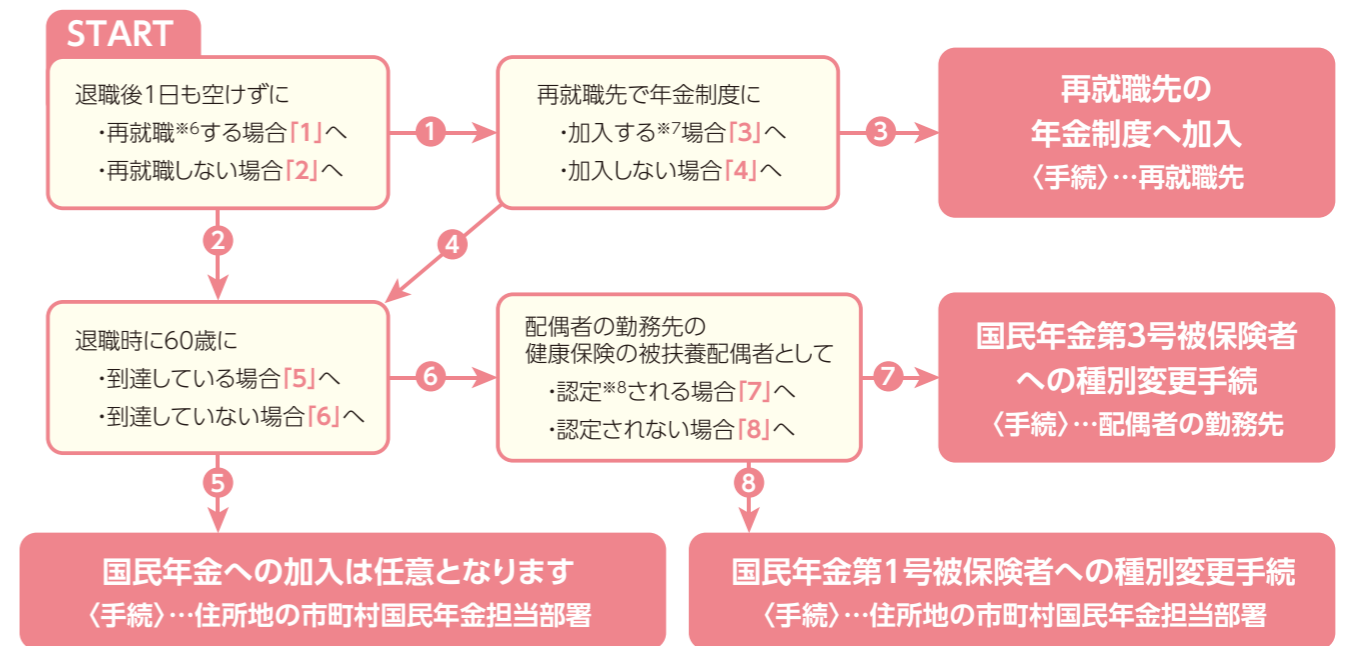 START
退職後1日も空けずに
・再就職※6する場合「1」へ
・再就職しない場合「2」へ
1
再就職先で年金制度に
・加入する※7場合「3」へ
・加入しない場合「4」へ
3
再就職先の
年金制度へ加入
〈手続〉…再就職先
2
4
退職時に60歳に
・到達している場合「5」へ
・到達していない場合「6」へ
6
配偶者の勤務先の
健康保険の被扶養配偶者として
・認定※8される場合「7」へ
・認定されない場合「8」へ
7
国民年金第3号被保険者
への種別変更手続
〈手続〉…配偶者の勤務先
5
8
国民年金への加入は任意となります
〈手続〉…住所地の市町村国民年金担当部署
国民年金第1号被保険者への種別変更手続
〈手続〉…住所地の市町村国民年金担当部署